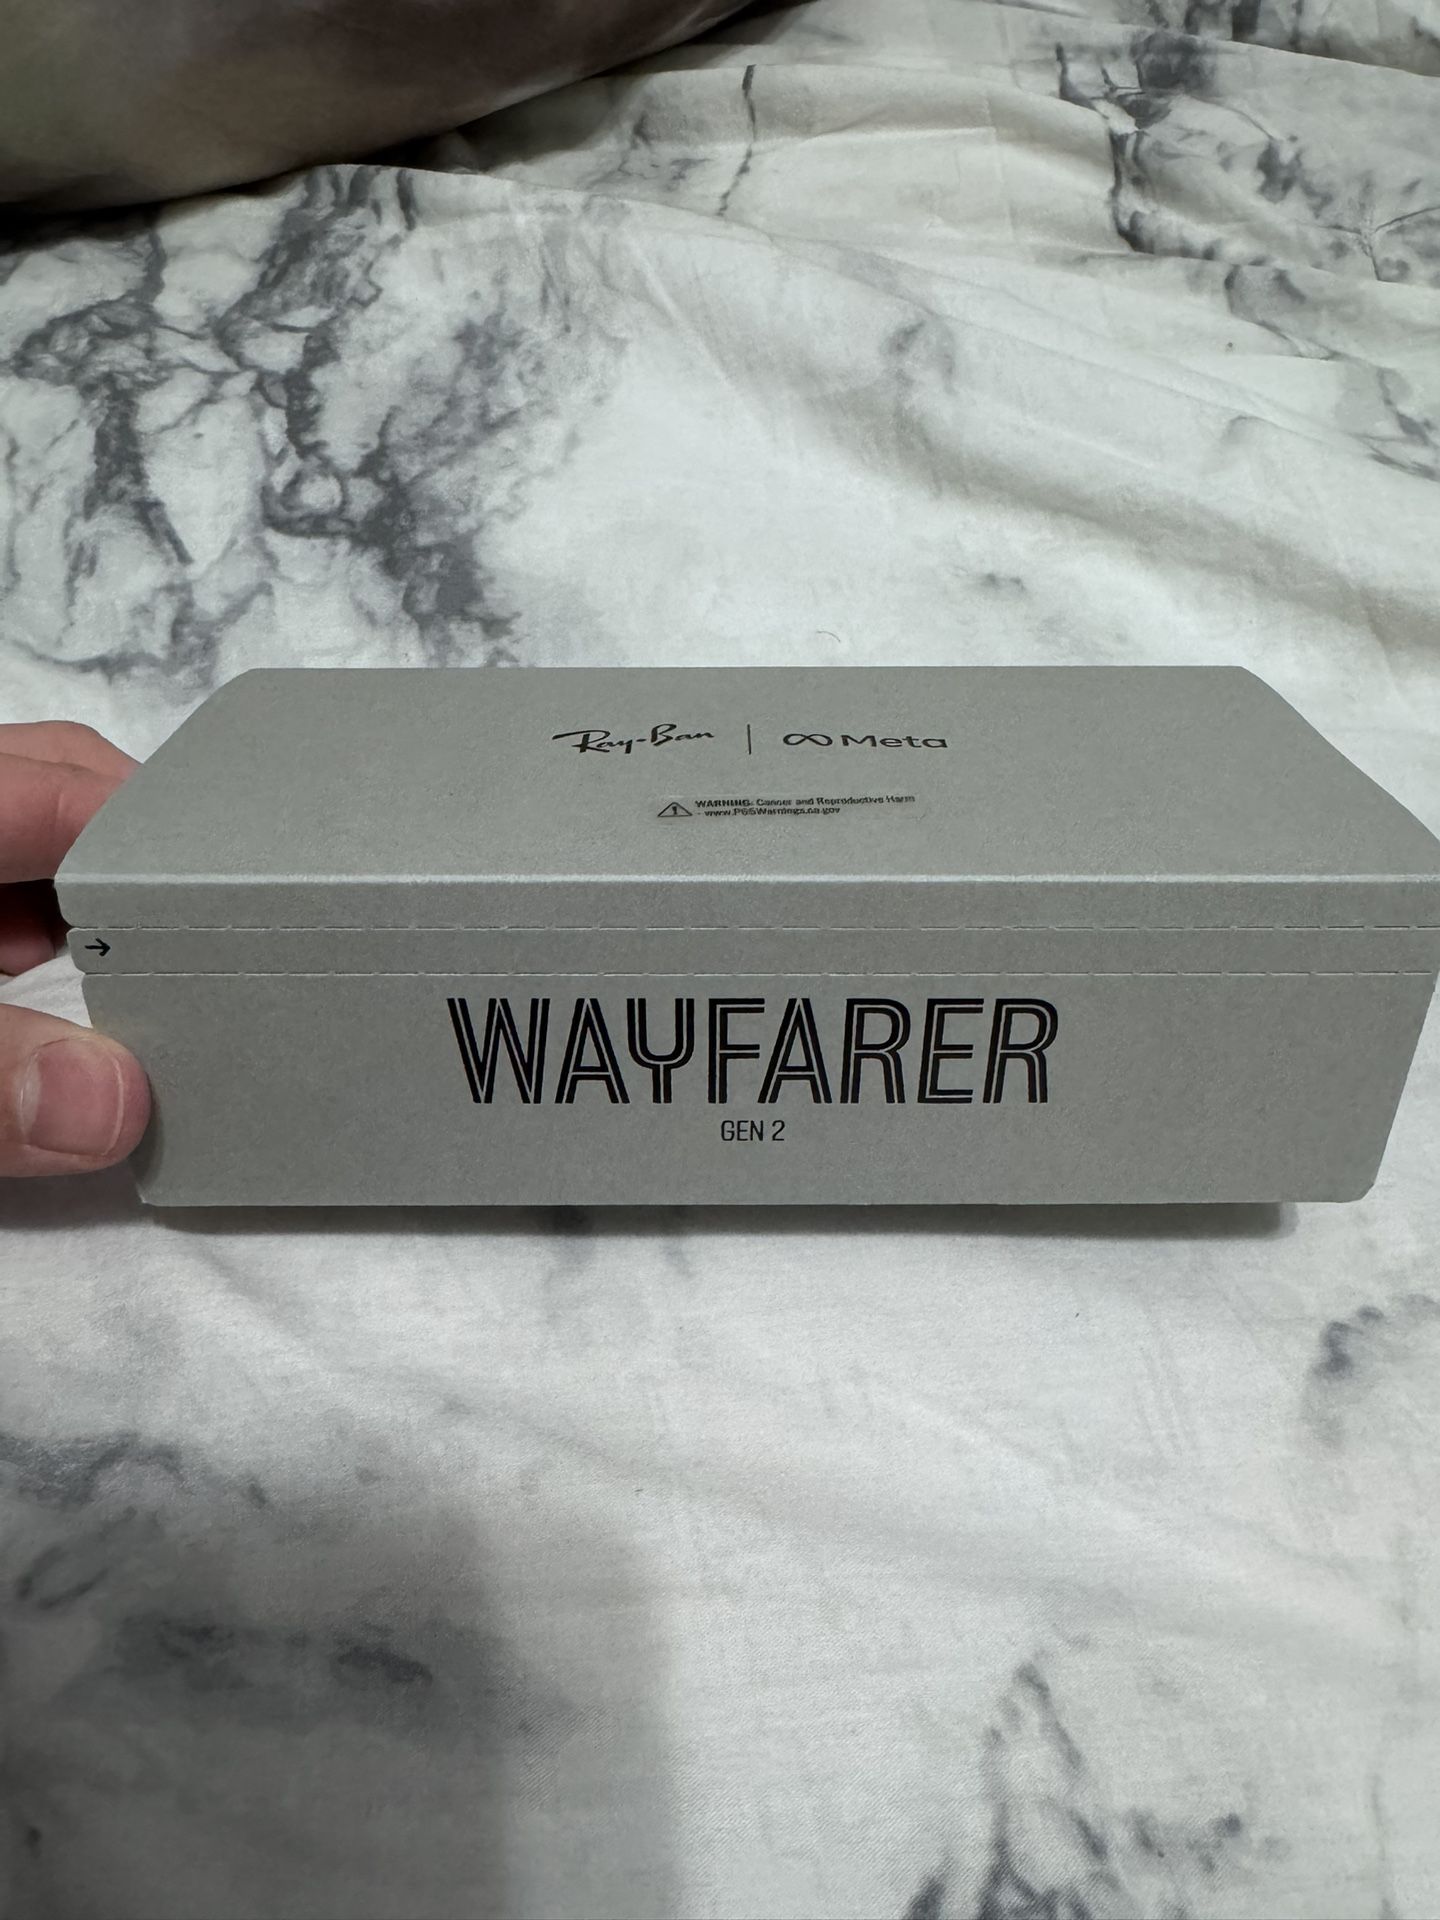 Ray-Ban | Meta
WARNING: Cancer and Reproductive Harm
- www.P65Warnings.ca.gov
→
WAYFARER
GEN 2